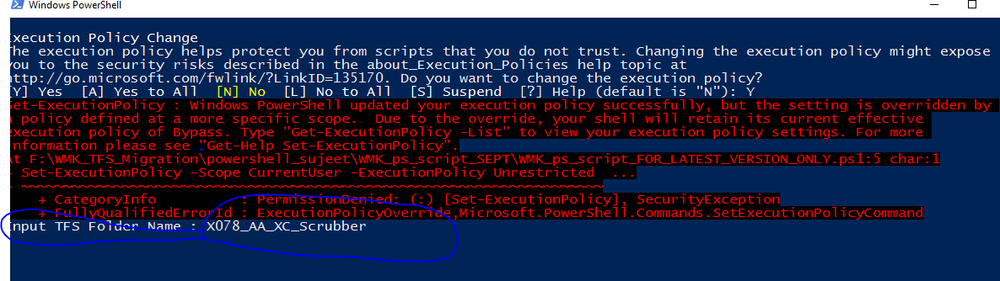 Windows PowerShell
Execution Policy Change
The execution policy helps protect you from scripts that you do not trust. Changing the execution policy might expose
you to the security risks described in the about_Execution_Policies help topic at
http://go.microsoft.com/fwlink/?LinkID=135170. Do you want to change the execution policy?
[Y] Yes  [A] Yes to All  [N] No  [L] No to All  [S] Suspend  [?] Help (default is "N"): Y
Set-ExecutionPolicy : Windows PowerShell updated your execution policy successfully, but the setting is overridden by
a policy defined at a more specific scope.  Due to the override, your shell will retain its current effective
execution policy of Bypass. Type "Get-ExecutionPolicy -List" to view your execution policy settings. For more
information please see "Get-Help Set-ExecutionPolicy".
At F:\WMK_TFS_Migration\powershell_sujeet\WMK_ps_script_SEPT\WMK_ps_script_FOR_LATEST_VERSION_ONLY.ps1:5 char:1
+ Set-ExecutionPolicy -Scope CurrentUser -ExecutionPolicy Unrestricted  ...
+ ~~~~~~~~~~~~~~~~~~~~~~~~~~~~~~~~~~~~~~~~~~~~~~~~~~~~~~~~~~~~~~~~~~~~~
+ CategoryInfo          : PermissionDenied: (:) [Set-ExecutionPolicy], SecurityException
+ FullyQualifiedErrorId : ExecutionPolicyOverride,Microsoft.PowerShell.Commands.SetExecutionPolicyCommand
Input TFS Folder Name : X078_AA_XC_Scrubber